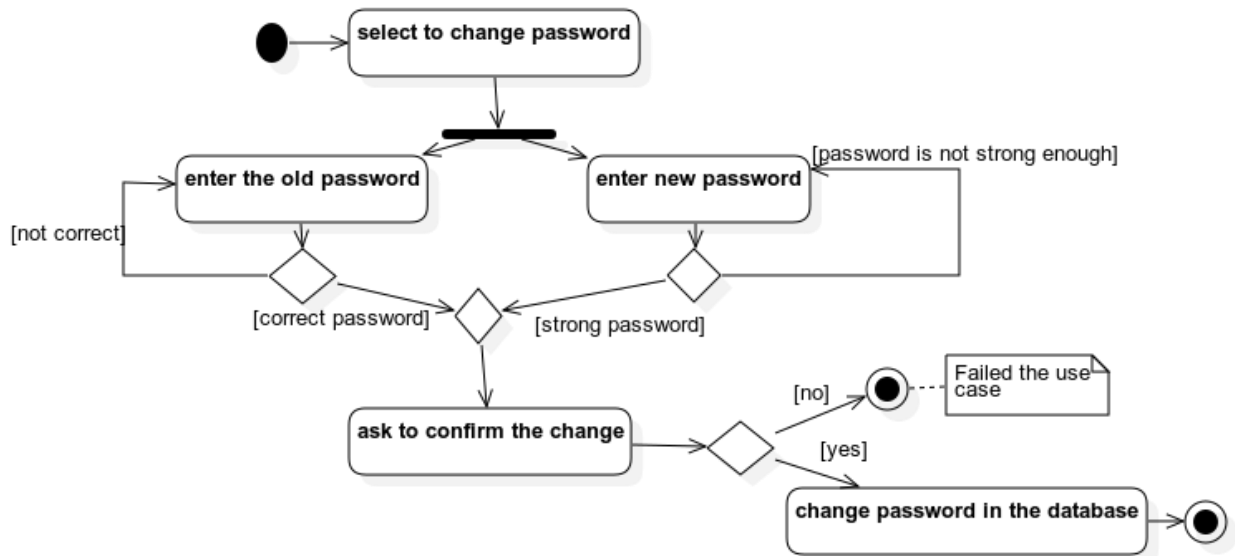 select to change password
[password is not strong enough]
enter the old password
enter new password
[not correct]
[correct password]
[strong password]
Failed the use
case
[no]
ask to confirm the change
[yes]
change password in the database